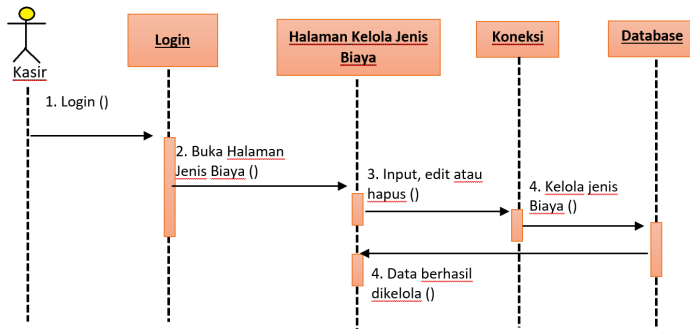 Kasir
Login
Halaman Kelola Jenis
Biaya
Koneksi
Database
1. Login ()
2. Buka Halaman
Jenis Biaya ()
3. Input, edit atau
hapus ()
4. Kelola jenis
Biaya ()
4. Data berhasil
dikelola ()